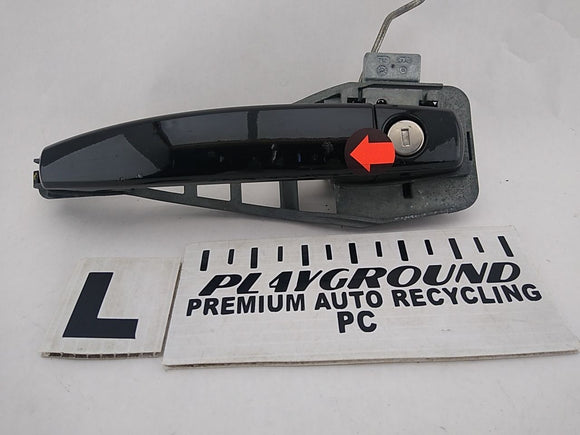 L
PLAYGROUND
PREMIUM AUTO RECYCLING
PC